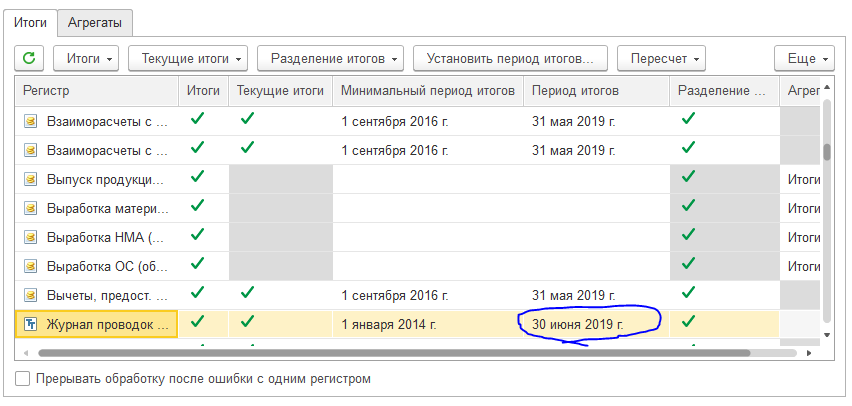 Итоги Агрегаты
Итоги Текущие итоги Разделение итогов Установить период итогов... Пересчет Еще
Регистр Итоги Текущие итоги Минимальный период итогов Период итогов Разделение ... Агрег
Взаиморасчеты с ... 1 сентября 2016 г. 31 мая 2019 г.
Взаиморасчеты с ... 1 сентября 2016 г. 31 мая 2019 г.
Выпуск продукци... Итоги
Выработка матери... Итоги
Выработка НМА (... Итоги
Выработка ОС (об... Итоги
Вычеты, предост. ... 1 сентября 2016 г. 31 мая 2019 г.
Журнал проводок ... 1 января 2014 г. 30 июня 2019 г.
Прерывать обработку после ошибки с одним регистром